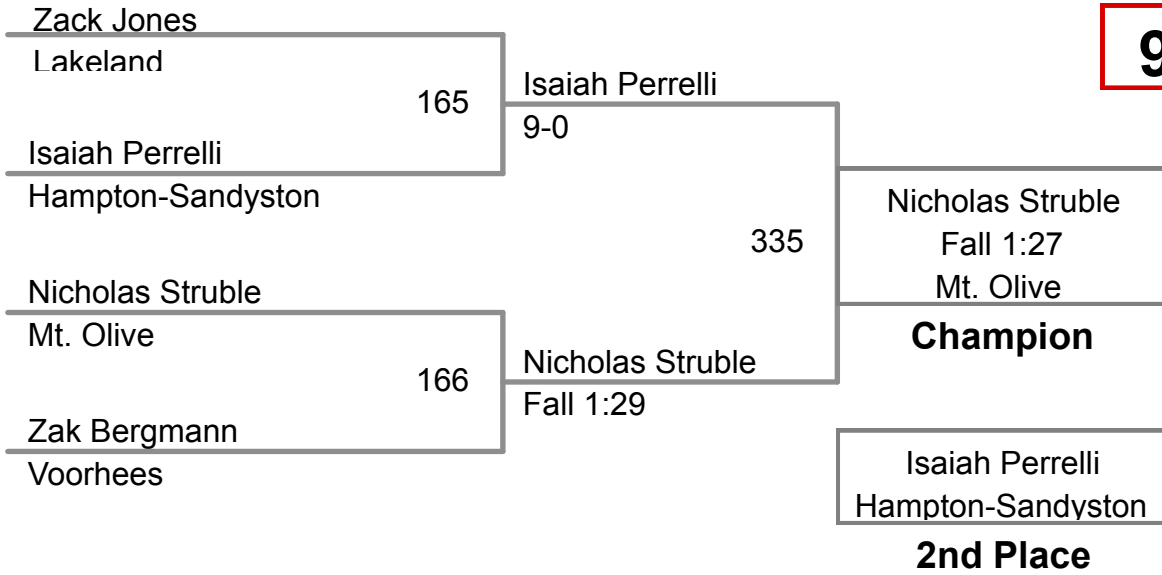 Zack Jones
Lakeland
165
Isaiah Perrelli
Hampton-Sandyston
Nicholas Struble
Mt. Olive
166
Zak Bergmann
Voorhees
Isaiah Perrelli
9-0
335
Nicholas Struble
Fall 1:29
9
Nicholas Struble
Fall 1:27
Mt. Olive
Champion
Isaiah Perrelli
Hampton-Sandyston
2nd Place